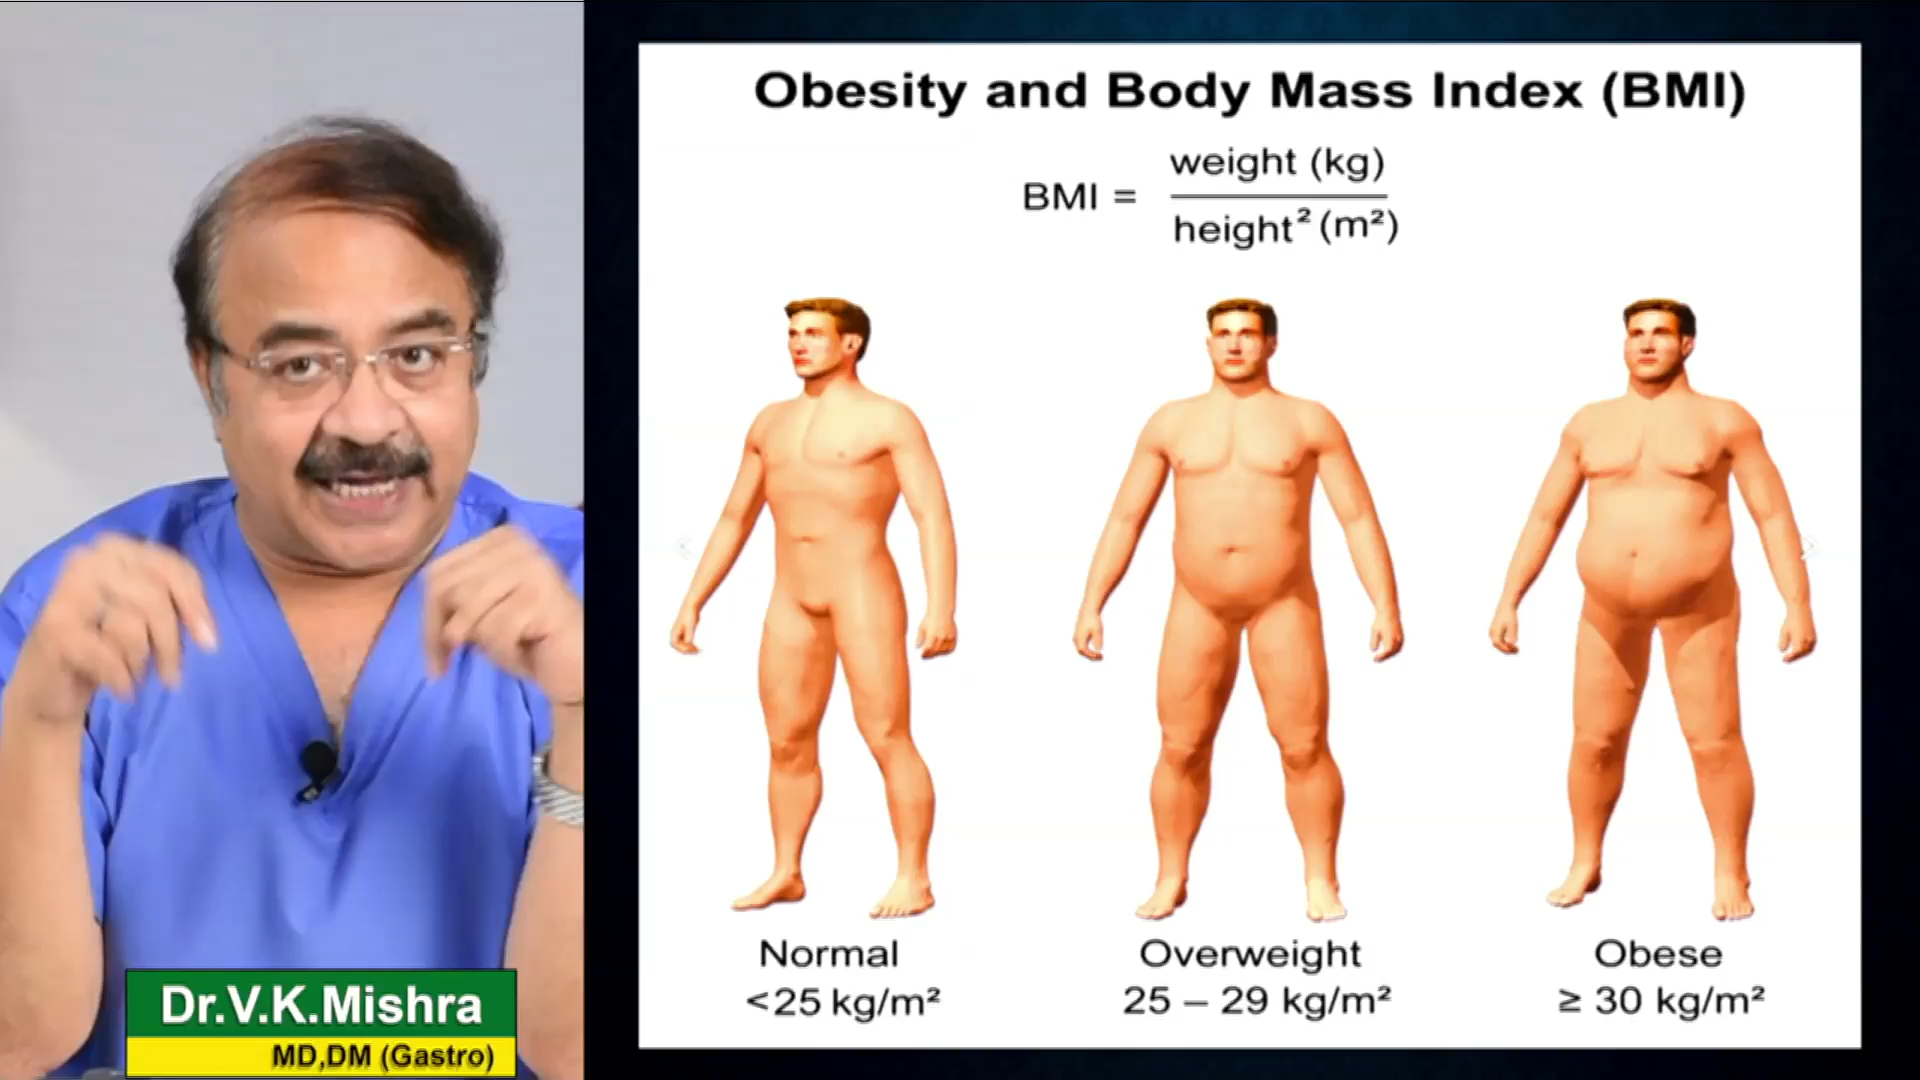 Obesity and Body Mass Index (BMI)
BMI = weight (kg)
height² (m²)
Normal
<25 kg/m²
Overweight
25 – 29 kg/m²
Obese
≥ 30 kg/m²
Dr.V.K.Mishra
MD,DM (Gastro)